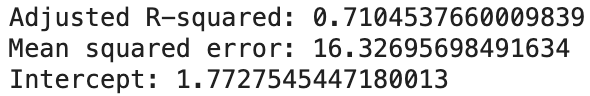 Adjusted R-squared: 0.7104537660009839
Mean squared error: 16.32695698491634
Intercept: 1.7727545447180013